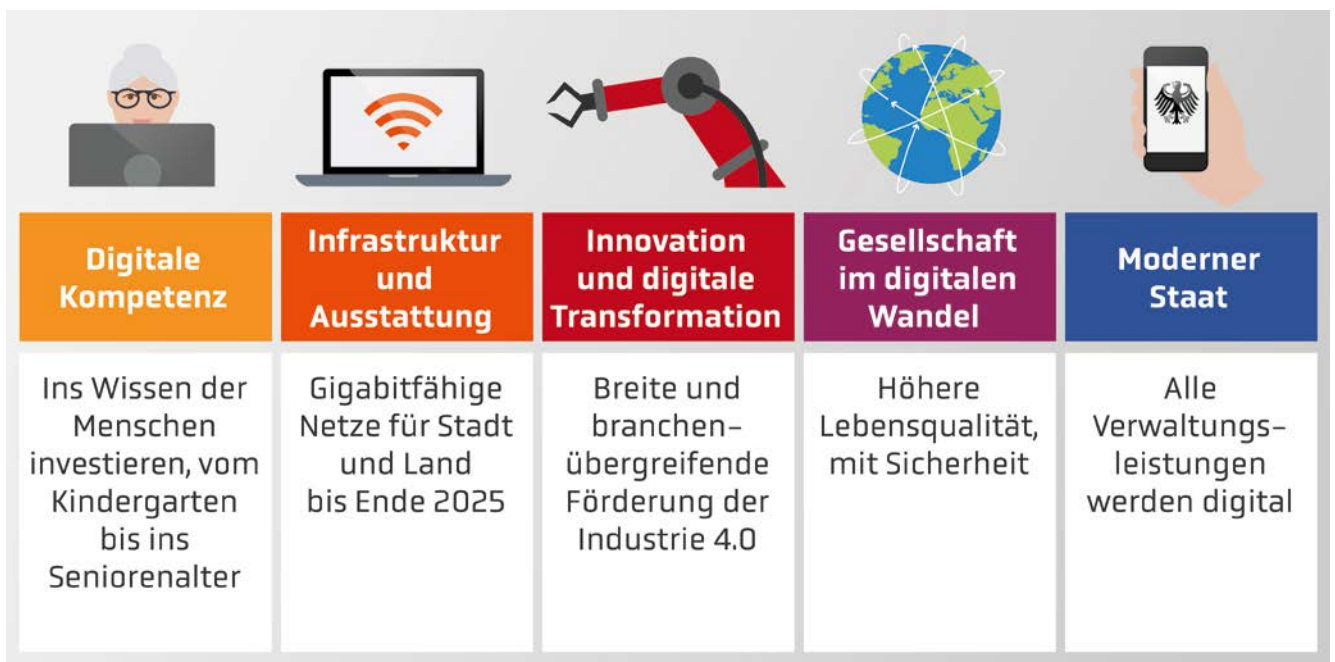 Digitale
Kompetenz
Infrastruktur
und
Ausstattung
Innovation
und digitale
Transformation
Gesellschaft
im digitalen
Wandel
Moderner
Staat
Ins Wissen der
Menschen
investieren, vom
Kindergarten
bis ins
Seniorenalter
Gigabitfähige
Netze für Stadt
und Land
bis Ende 2025
Breite und
branchen–
übergreifende
Förderung der
Industrie 4.0
Höhere
Lebensqualität,
mit Sicherheit
Alle
Verwaltungs–
leistungen
werden digital